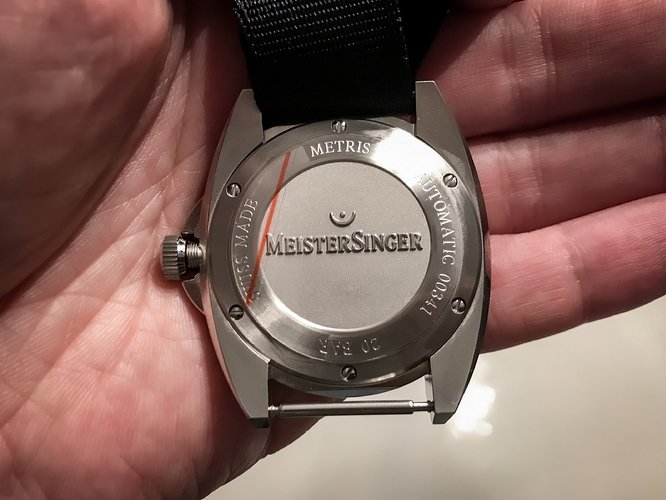 METRIS
AUTOMATIC 00341
20 BAR
SWISS MADE
MEISTERSINGER